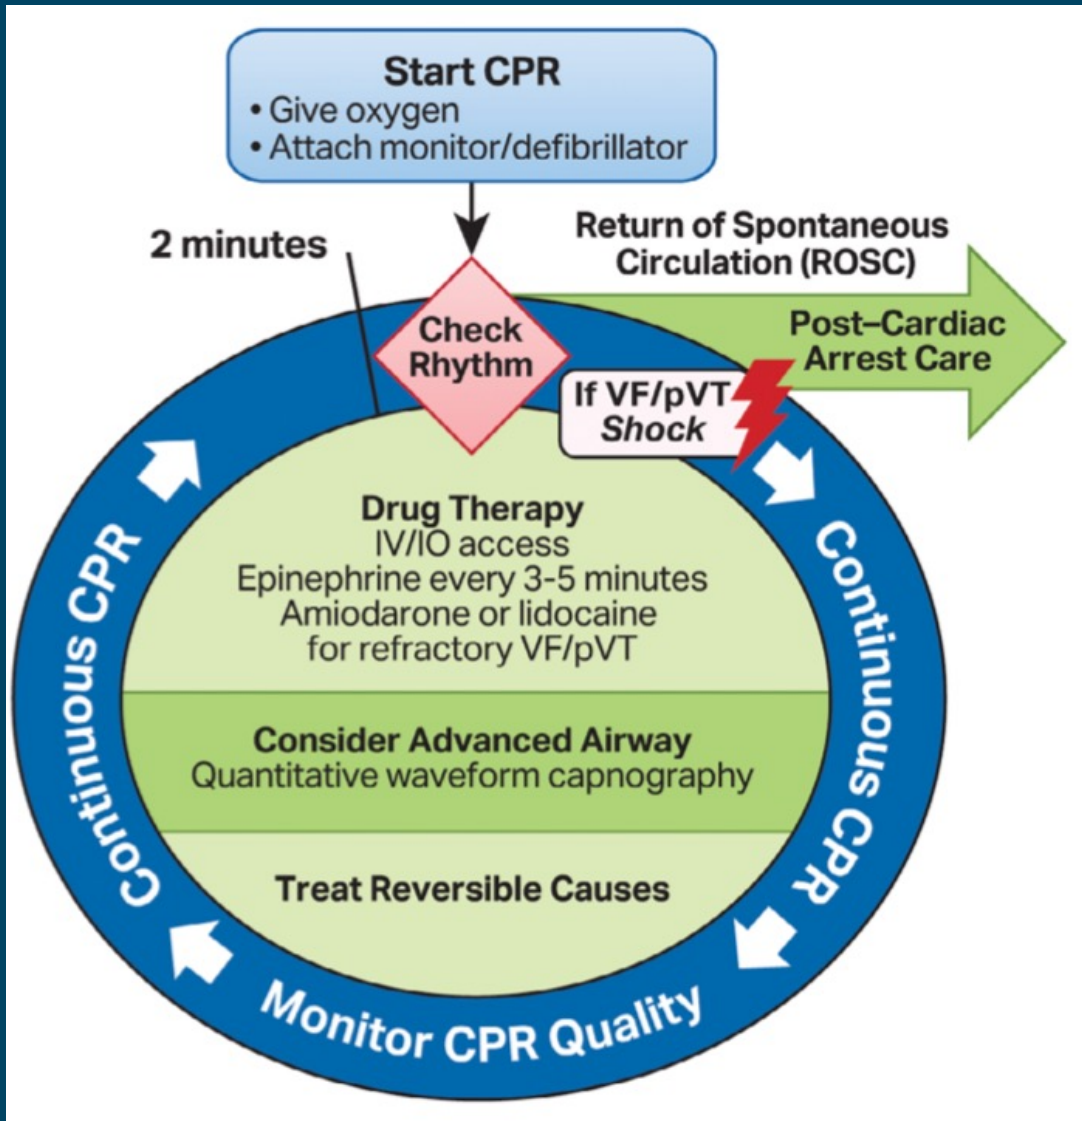 Start CPR
• Give oxygen
• Attach monitor/defibrillator
2 minutes
Return of Spontaneous
Circulation (ROSC)
Check
Rhythm
Post–Cardiac
Arrest Care
If VF/pVT
Shock
Drug Therapy
IV/IO access
Epinephrine every 3-5 minutes
Amiodarone or lidocaine
for refractory VF/pVT
Consider Advanced Airway
Quantitative waveform capnography
Treat Reversible Causes
Continuous CPR
Monitor CPR Quality
Continuous CPR